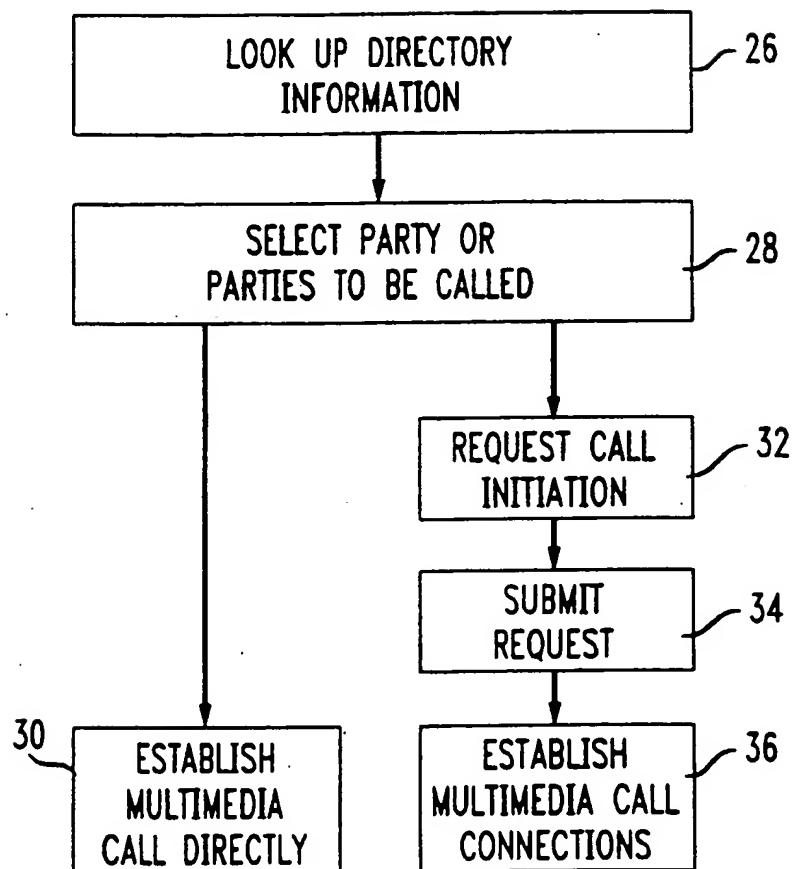 LOOK UP DIRECTORY
INFORMATION
26
SELECT PARTY OR
PARTIES TO BE CALLED
28
REQUEST CALL
INITIATION
32
SUBMIT
REQUEST
34
30
ESTABLISH
MULTIMEDIA
CALL DIRECTLY
ESTABLISH
MULTIMEDIA CALL
CONNECTIONS
36